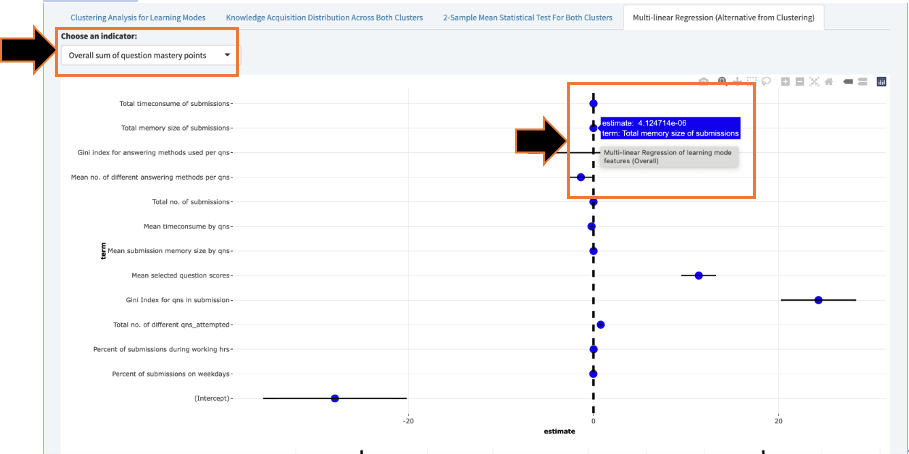 Clustering Analysis for Learning Modes
Knowledge Acquisition Distribution Across Both Clusters
2-Sample Mean Statistical Test For Both Clusters
Multi-linear Regression (Alternative from Clustering)
Choose an indicator:
Overall sum of question mastery points
Total timeconsume of submissions
Total memory size of submissions
estimate: 4.124714e-06
term: Total memory size of submissions
Gini index for answering methods used per qns
Multi-linear Regression of learning mode
features (Overall)
Mean no. of different answering methods per qns
Total no. of submissions
Mean timeconsume by qns
term
Mean submission memory size by qns
Mean selected question scores
Gini Index for qns in submission
Total no. of different qns_attempted
Percent of submissions during working hrs
Percent of submissions on weekdays
(Intercept)
-20
0
20
estimate